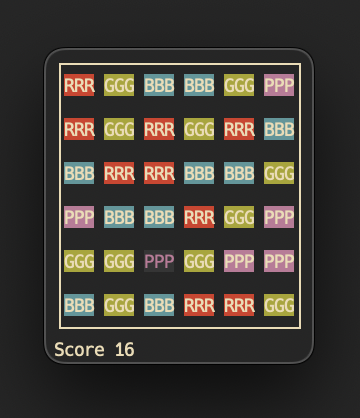 RRR GGG BBB BBB GGG PPP
RRR GGG RRR GGG RRR BBB
BBB RRR RRR BBB BBB GGG
PPP BBB BBB RRR GGG PPP
GGG GGG PPP GGG PPP PPP
BBB GGG BBB RRR RRR GGG
Score 16